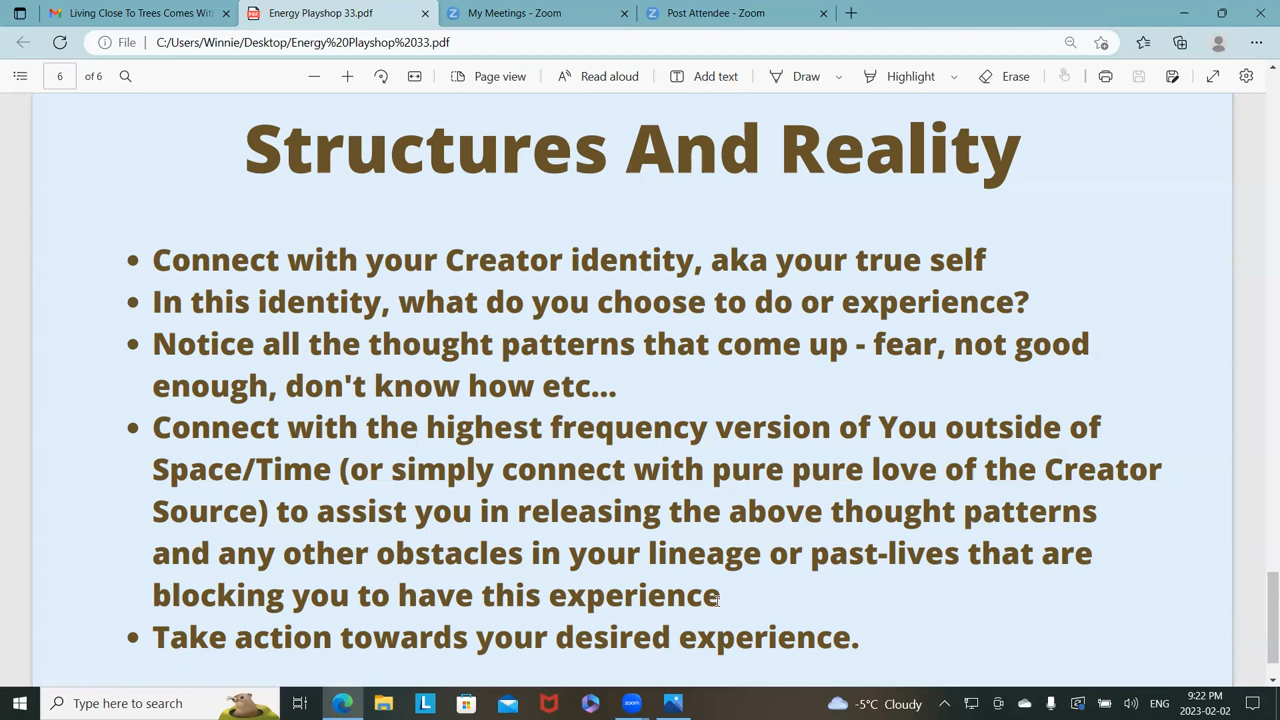 Living Close To Trees Comes With
Energy Playshop 33.pdf
My Meetings - Zoom
Post Attendee - Zoom
File
C:/Users/Winnie/Desktop/Energy%20Playshop%2033.pdf
6
of 6
Page view
Read aloud
Add text
Draw
Highlight
Erase
Structures And Reality
• Connect with your Creator identity, aka your true self
• In this identity, what do you choose to do or experience?
• Notice all the thought patterns that come up - fear, not good
enough, don't know how etc...
• Connect with the highest frequency version of You outside of
Space/Time (or simply connect with pure pure love of the Creator
Source) to assist you in releasing the above thought patterns
and any other obstacles in your lineage or past-lives that are
blocking you to have this experience
• Take action towards your desired experience.
Type here to search
L
zoom
-5°C Cloudy
ENG
9:22 PM
2023-02-02